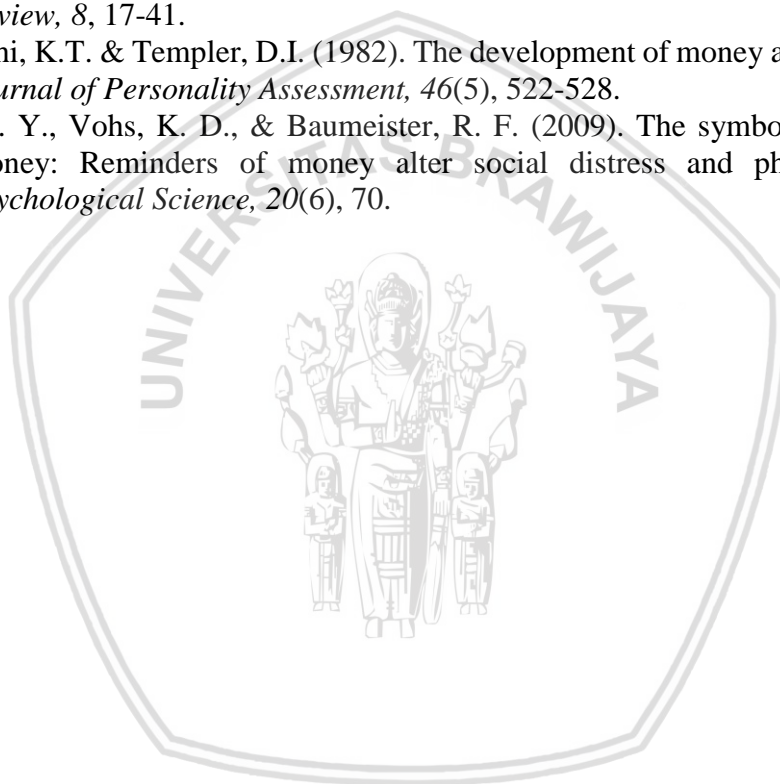 view, 8, 17-41.
ni, K.T. & Templer, D.I. (1982). The development of money a
urnal of Personality Assessment, 46(5), 522-528.
. Y., Vohs, K. D., & Baumeister, R. F. (2009). The symbo
oney: Reminders of money alter social distress and ph
ychological Science, 20(6), 70.
UNIVERSITAS BRAWIJAYA